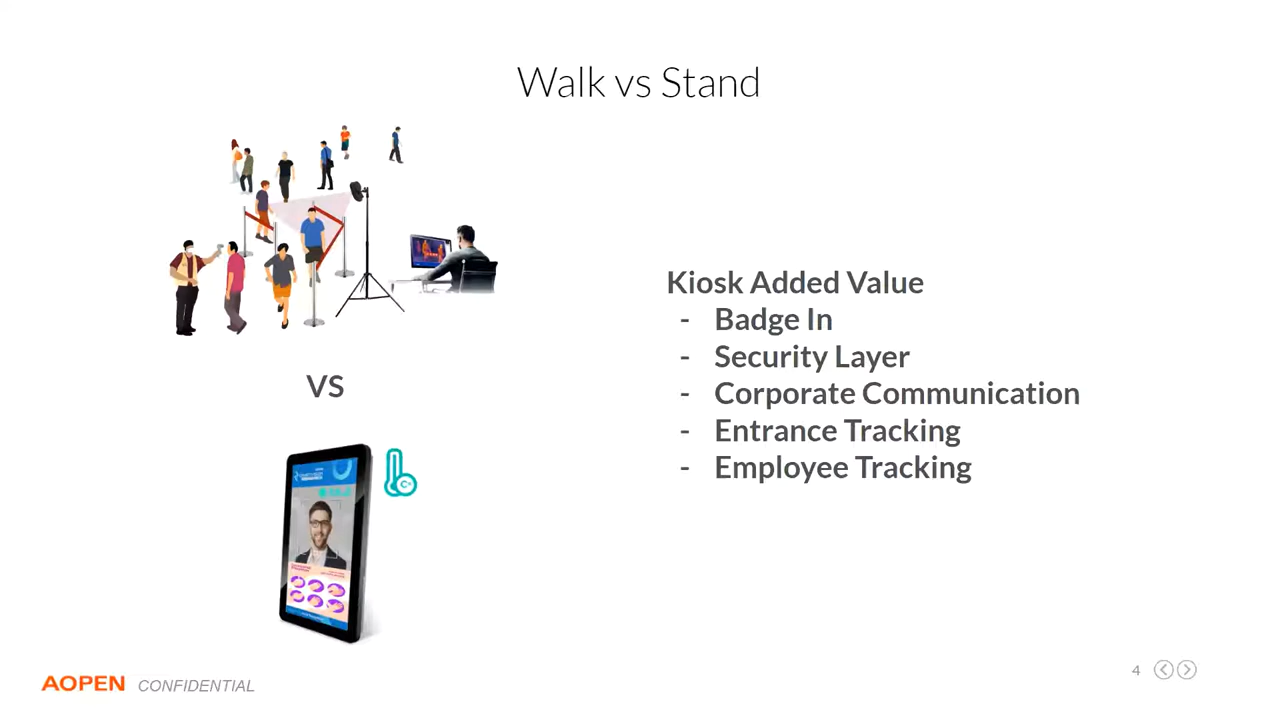 Walk vs Stand
VS
Kiosk Added Value
- Badge In
- Security Layer
- Corporate Communication
- Entrance Tracking
- Employee Tracking
AOPEN CONFIDENTIAL
4